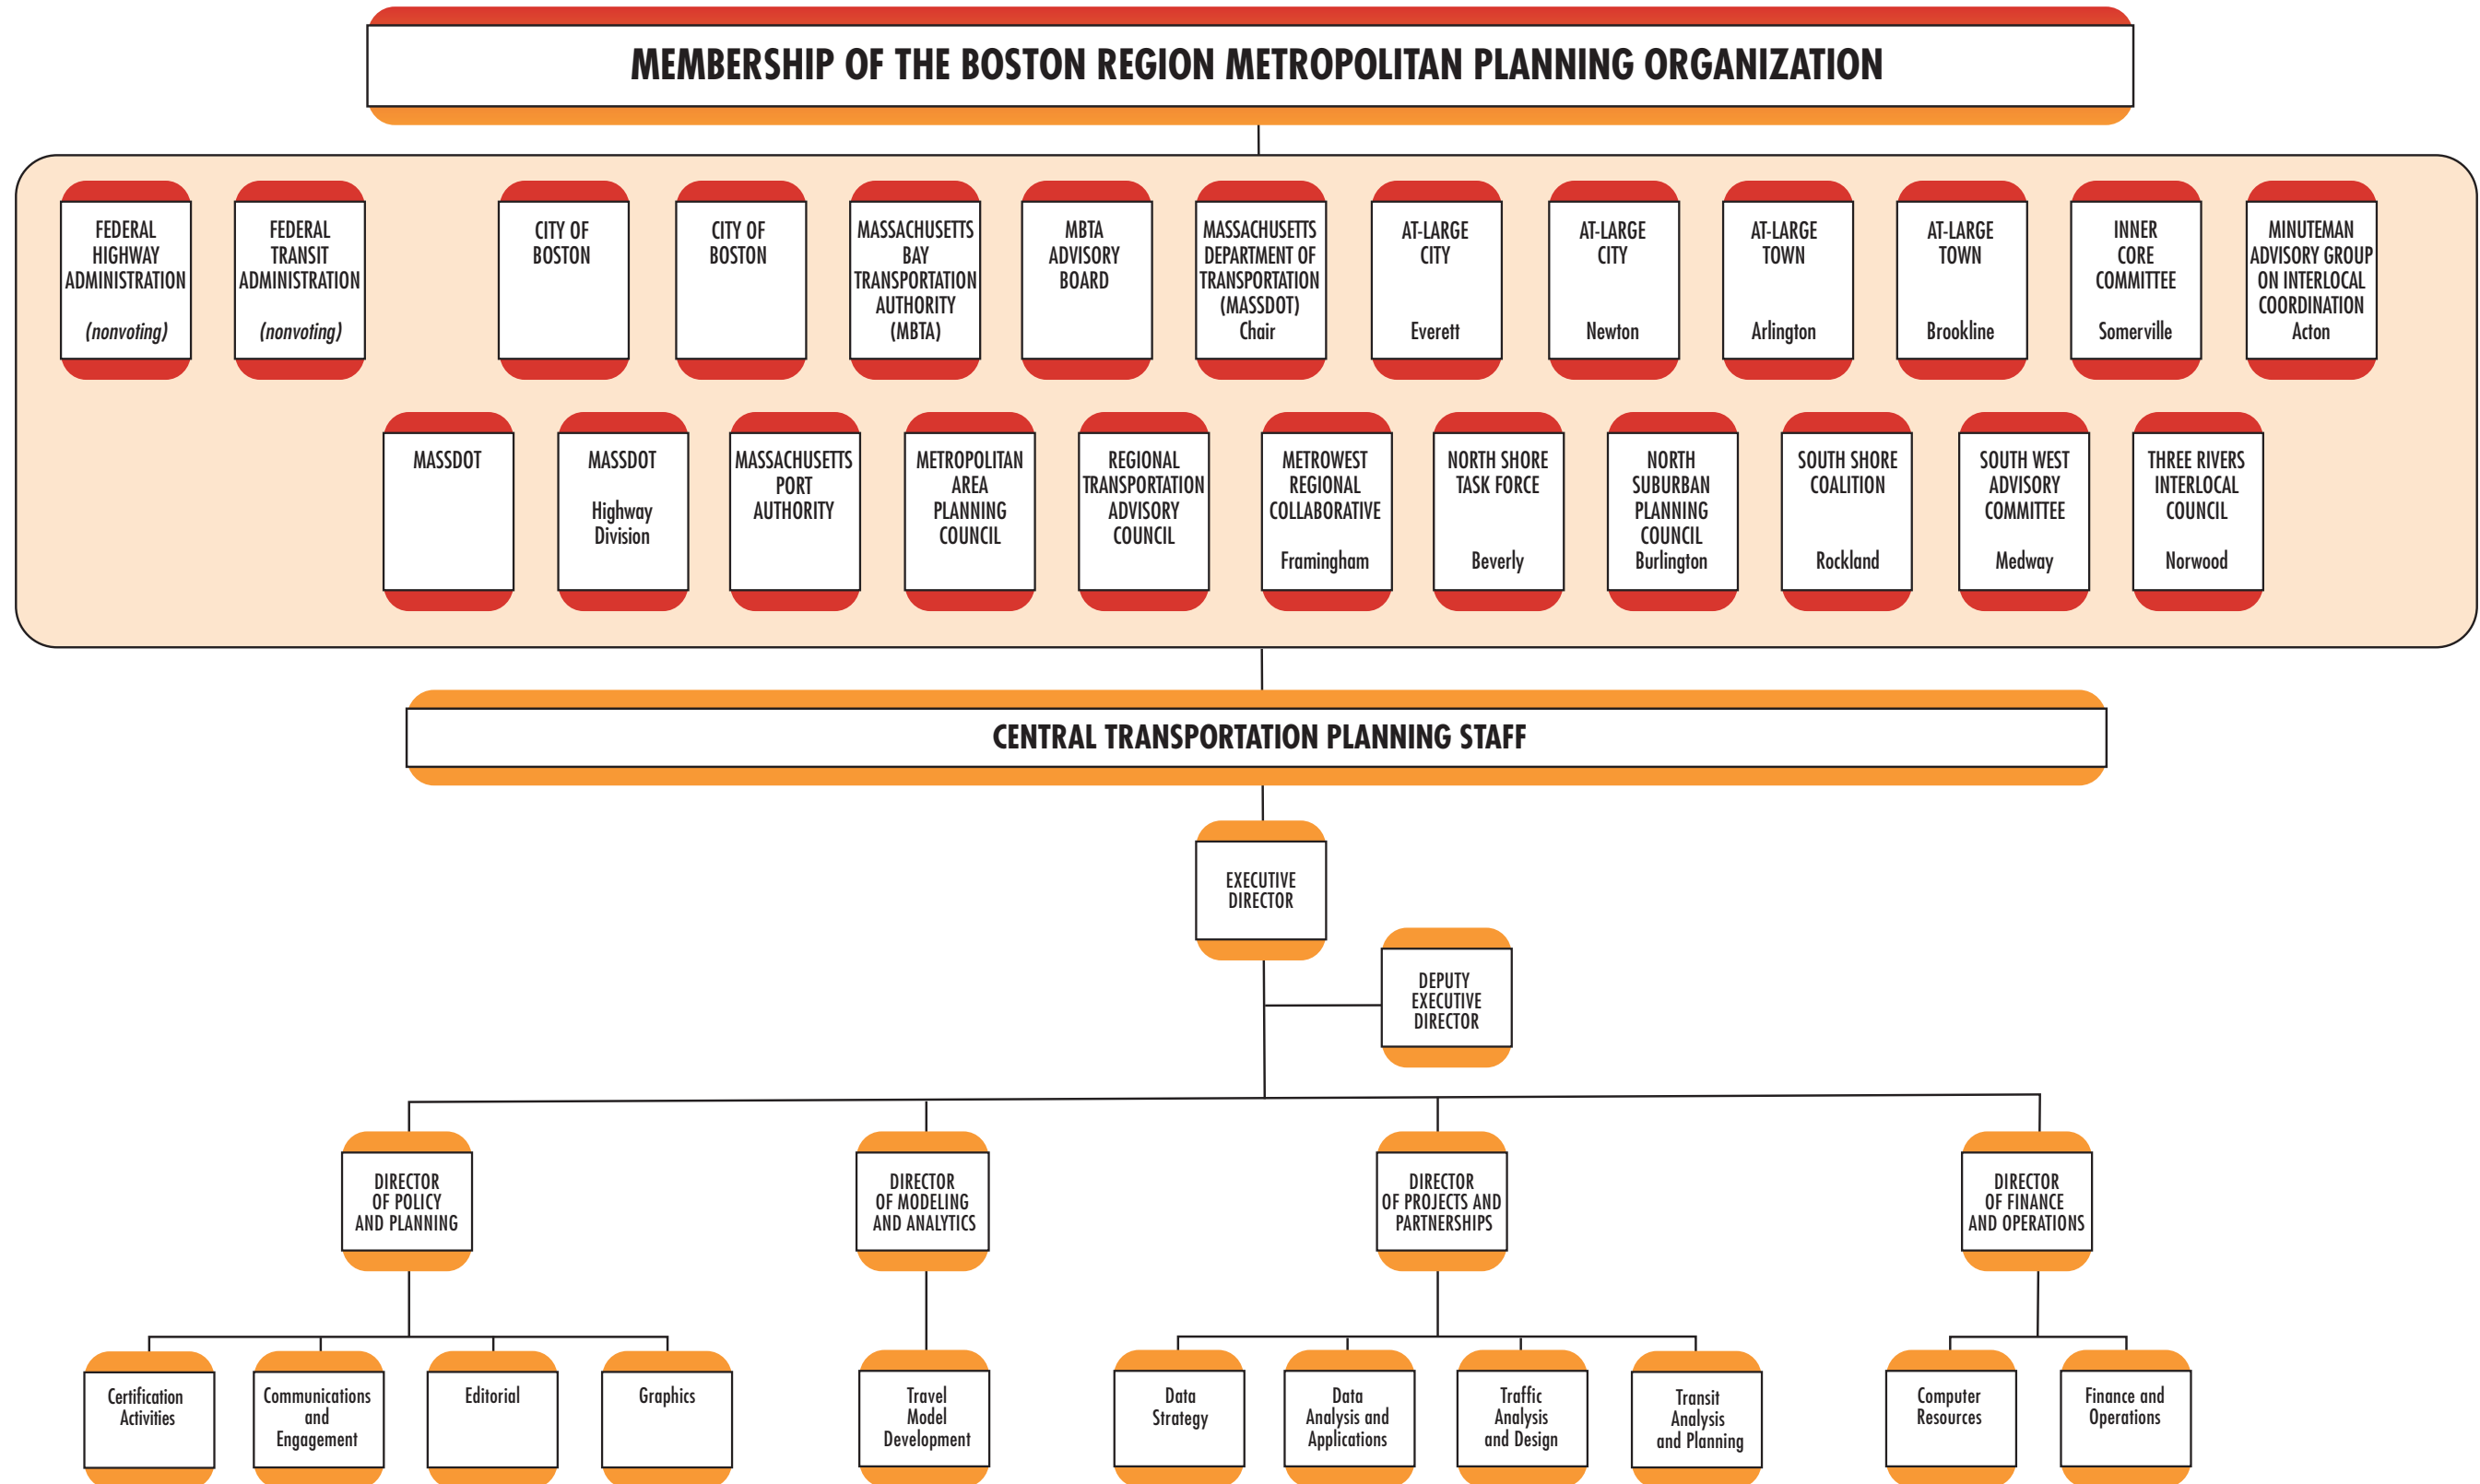 MEMBERSHIP OF THE BOSTON REGION METROPOLITAN PLANNING ORGANIZATION
FEDERAL
HIGHWAY
ADMINISTRATION
(nonvoting)
FEDERAL
TRANSIT
ADMINISTRATION
(nonvoting)
CITY OF
BOSTON
CITY OF
BOSTON
MASSACHUSETTS
BAY
TRANSPORTATION
AUTHORITY
(MBTA)
MBTA
ADVISORY
BOARD
MASSACHUSETTS
DEPARTMENT OF
TRANSPORTATION
(MASSDOT)
Chair
AT-LARGE
CITY
Everett
AT-LARGE
CITY
Newton
AT-LARGE
TOWN
Arlington
AT-LARGE
TOWN
Brookline
INNER
CORE
COMMITTEE
Somerville
MINUTEMAN
ADVISORY GROUP
ON INTERLOCAL
COORDINATION
Acton
MASSDOT
MASSDOT
Highway
Division
MASSACHUSETTS
PORT
AUTHORITY
METROPOLITAN
AREA
PLANNING
COUNCIL
REGIONAL
TRANSPORTATION
ADVISORY
COUNCIL
METROWEST
REGIONAL
COLLABORATIVE
Framingham
NORTH SHORE
TASK FORCE
Beverly
NORTH
SUBURBAN
PLANNING
COUNCIL
Burlington
SOUTH SHORE
COALITION
Rockland
SOUTH WEST
ADVISORY
COMMITTEE
Medway
THREE RIVERS
INTERLOCAL
COUNCIL
Norwood
CENTRAL TRANSPORTATION PLANNING STAFF
EXECUTIVE
DIRECTOR
DEPUTY
EXECUTIVE
DIRECTOR
DIRECTOR
OF POLICY
AND PLANNING
DIRECTOR
OF MODELING
AND ANALYTICS
DIRECTOR
OF PROJECTS AND
PARTNERSHIPS
DIRECTOR
OF FINANCE
AND OPERATIONS
Certification
Activities
Communications
and
Engagement
Editorial
Graphics
Travel
Model
Development
Data
Strategy
Data
Analysis and
Applications
Traffic
Analysis
and Design
Transit
Analysis
and Planning
Computer
Resources
Finance and
Operations